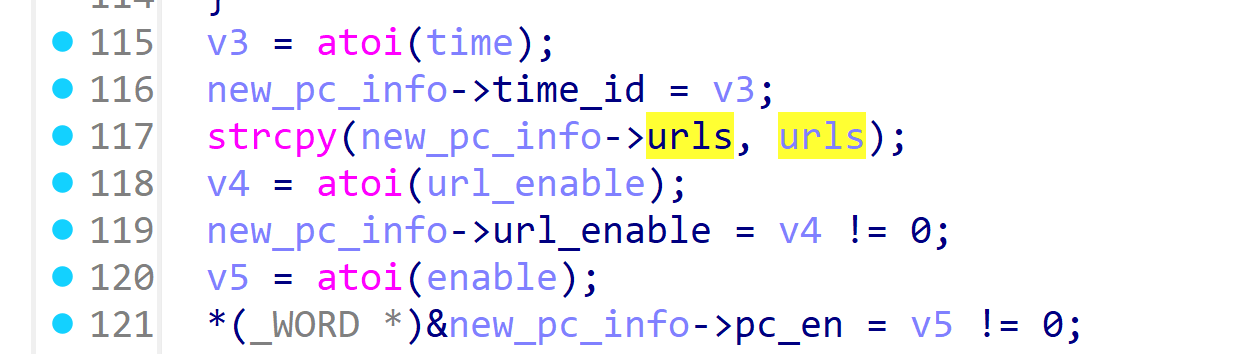 114 }
115 v3 = atoi(time);
116 new_pc_info->time_id = v3;
117 strcpy(new_pc_info->urls, urls);
118 v4 = atoi(url_enable);
119 new_pc_info->url_enable = v4 != 0;
120 v5 = atoi(enable);
121 *(_WORD *)&new_pc_info->pc_en = v5 != 0;